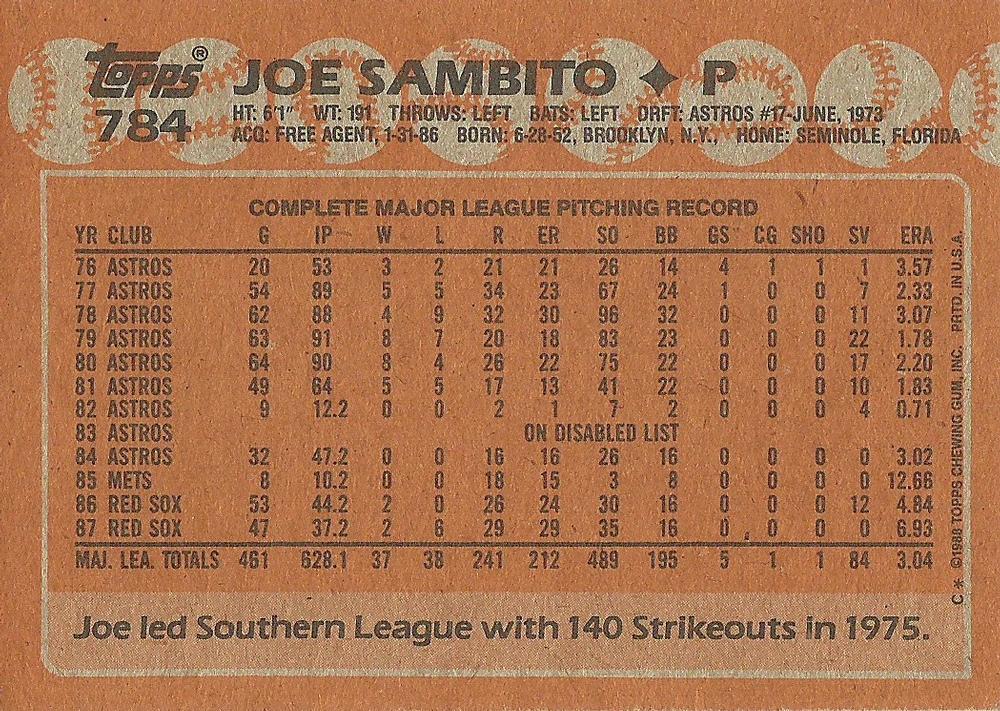 Topps®
784
JOE SAMBITO ✦ P
HT: 6'1" WT: 191 THROWS: LEFT BATS: LEFT DRFT: ASTROS #17-JUNE, 1973
ACQ: FREE AGENT, 1-31-86 BORN: 6-28-52, BROOKLYN, N.Y., HOME: SEMINOLE, FLORIDA
COMPLETE MAJOR LEAGUE PITCHING RECORD
YR CLUB G IP W L R ER SO BB GS CG SHO SV ERA
76 ASTROS 20 53 3 2 21 21 26 14 4 1 1 1 3.57
77 ASTROS 54 89 5 5 34 23 67 24 1 0 0 7 2.33
78 ASTROS 62 88 4 9 32 30 96 32 0 0 0 11 3.07
79 ASTROS 63 91 8 7 20 18 83 23 0 0 0 22 1.78
80 ASTROS 64 90 8 4 26 22 75 22 0 0 0 17 2.20
81 ASTROS 49 64 5 5 17 13 41 22 0 0 0 10 1.83
82 ASTROS 9 12.2 0 0 2 1 7 2 0 0 0 4 0.71
83 ASTROS ON DISABLED LIST
84 ASTROS 32 47.2 0 0 16 16 26 16 0 0 0 0 3.02
85 METS 8 10.2 0 0 18 15 3 8 0 0 0 0 12.66
86 RED SOX 53 44.2 2 0 26 24 30 16 0 0 0 12 4.84
87 RED SOX 47 37.2 2 6 29 29 35 16 0 0 0 0 6.93
MAJ. LEA. TOTALS 461 628.1 37 38 241 212 489 195 5 1 1 84 3.04
Joe led Southern League with 140 Strikeouts in 1975.
C * ©1988 TOPPS CHEWING GUM, INC. PRTD. IN U.S.A.